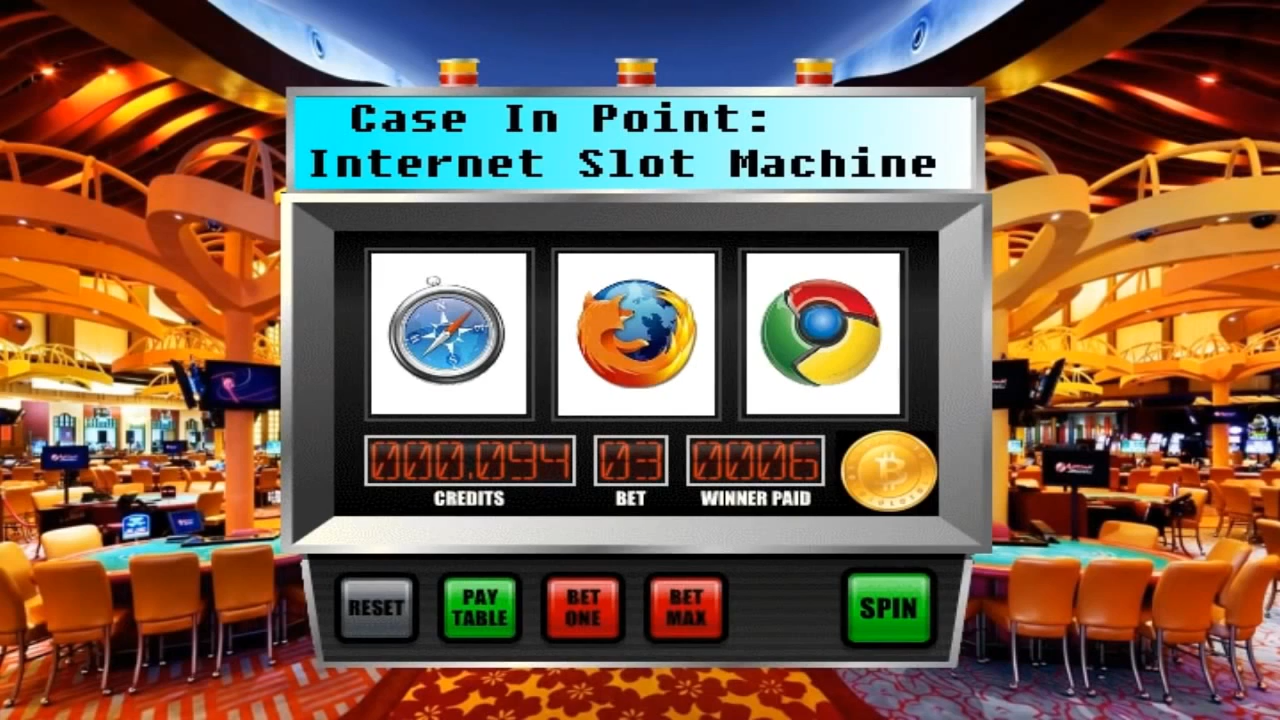 Case In Point:
Internet Slot Machine
000.094
03
0006
CREDITS
BET
WINNER PAID
RESET
PAY
TABLE
BET
ONE
BET
MAX
SPIN